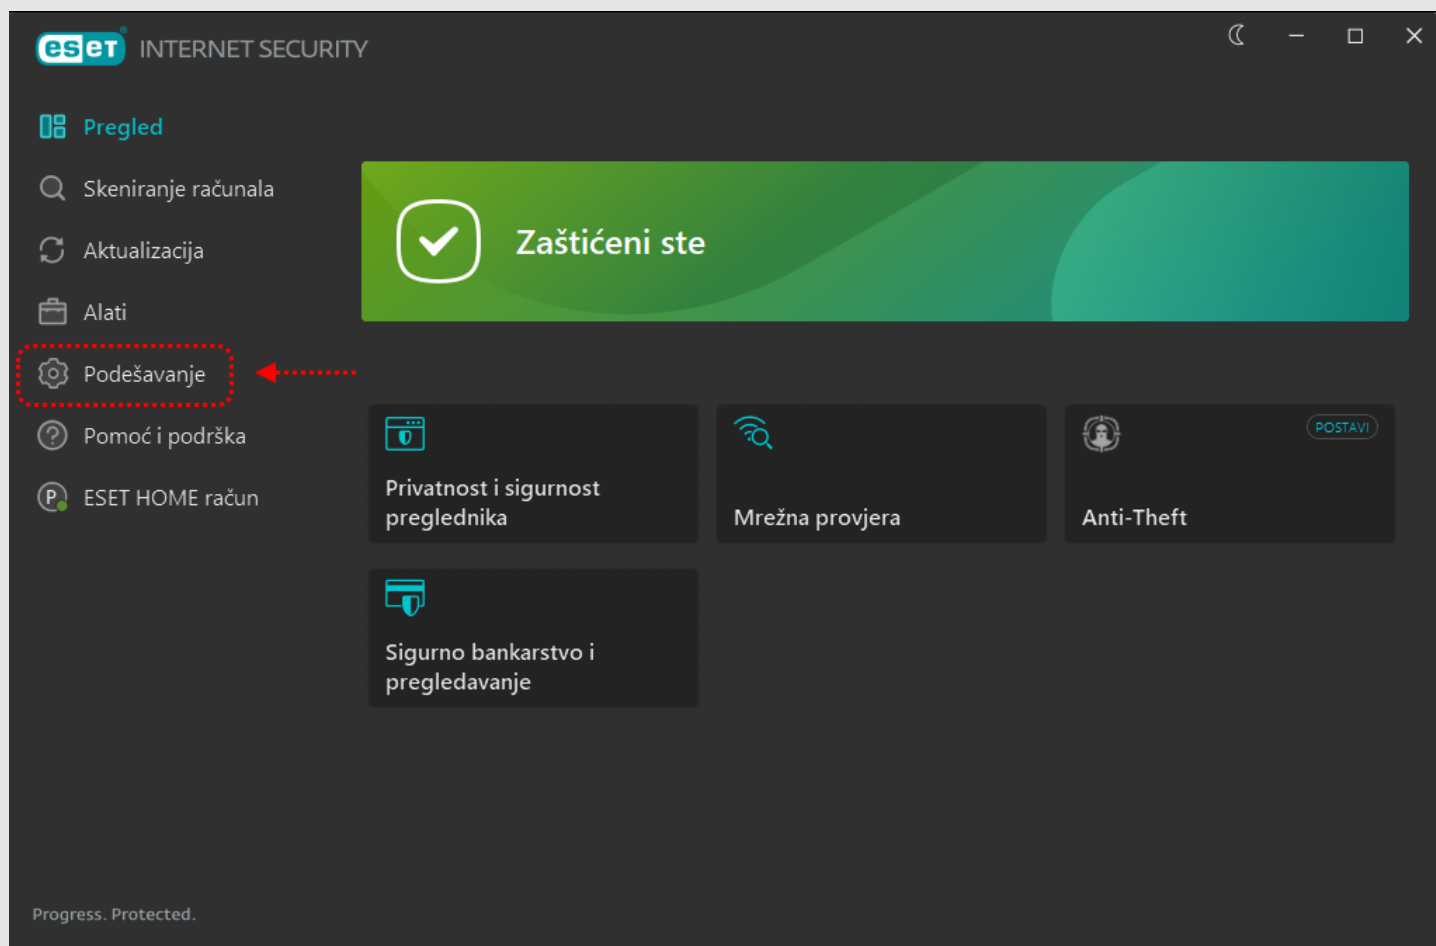 eset® INTERNET SECURITY
Pregled
Skeniranje računala
Aktualizacija
Alati
Podešavanje
Pomoć i podrška
P ESET HOME račun
Zaštićeni ste
Privatnost i sigurnost
preglednika
Mrežna provjera
POSTAVI
Anti-Theft
Sigurno bankarstvo i
pregledavanje
Progress. Protected.